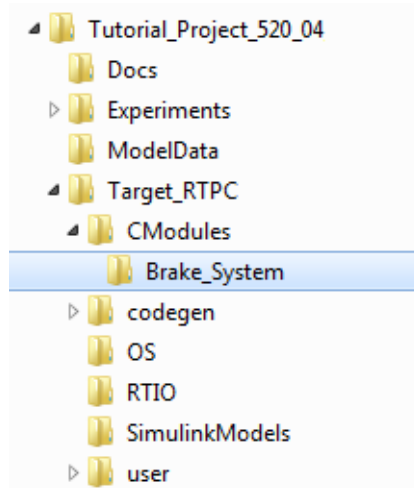 Tutorial_Project_520_04
Docs
Experiments
ModelData
Target_RTPC
CModules
Brake_System
codegen
OS
RTIO
SimulinkModels
user